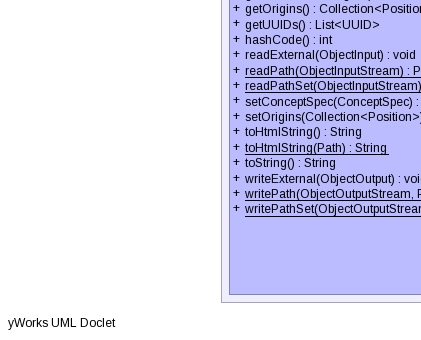 + getOrigins() : Collection<Position
+ getUUIDs() : List<UUID>
+ hashCode() : int
+ readExternal(ObjectInput) : void
+ readPath(ObjectInputStream) : P
+ readPathSet(ObjectInputStream)
+ setConceptSpec(ConceptSpec) :
+ setOrigins(Collection<Position>)
+ toHtmlString() : String
+ toHtmlString(Path) : String
+ toString() : String
+ writeExternal(ObjectOutput) : voi
+ writePath(ObjectOutputStream, P
+ writePathSet(ObjectOutputStrea
yWorks UML Doclet